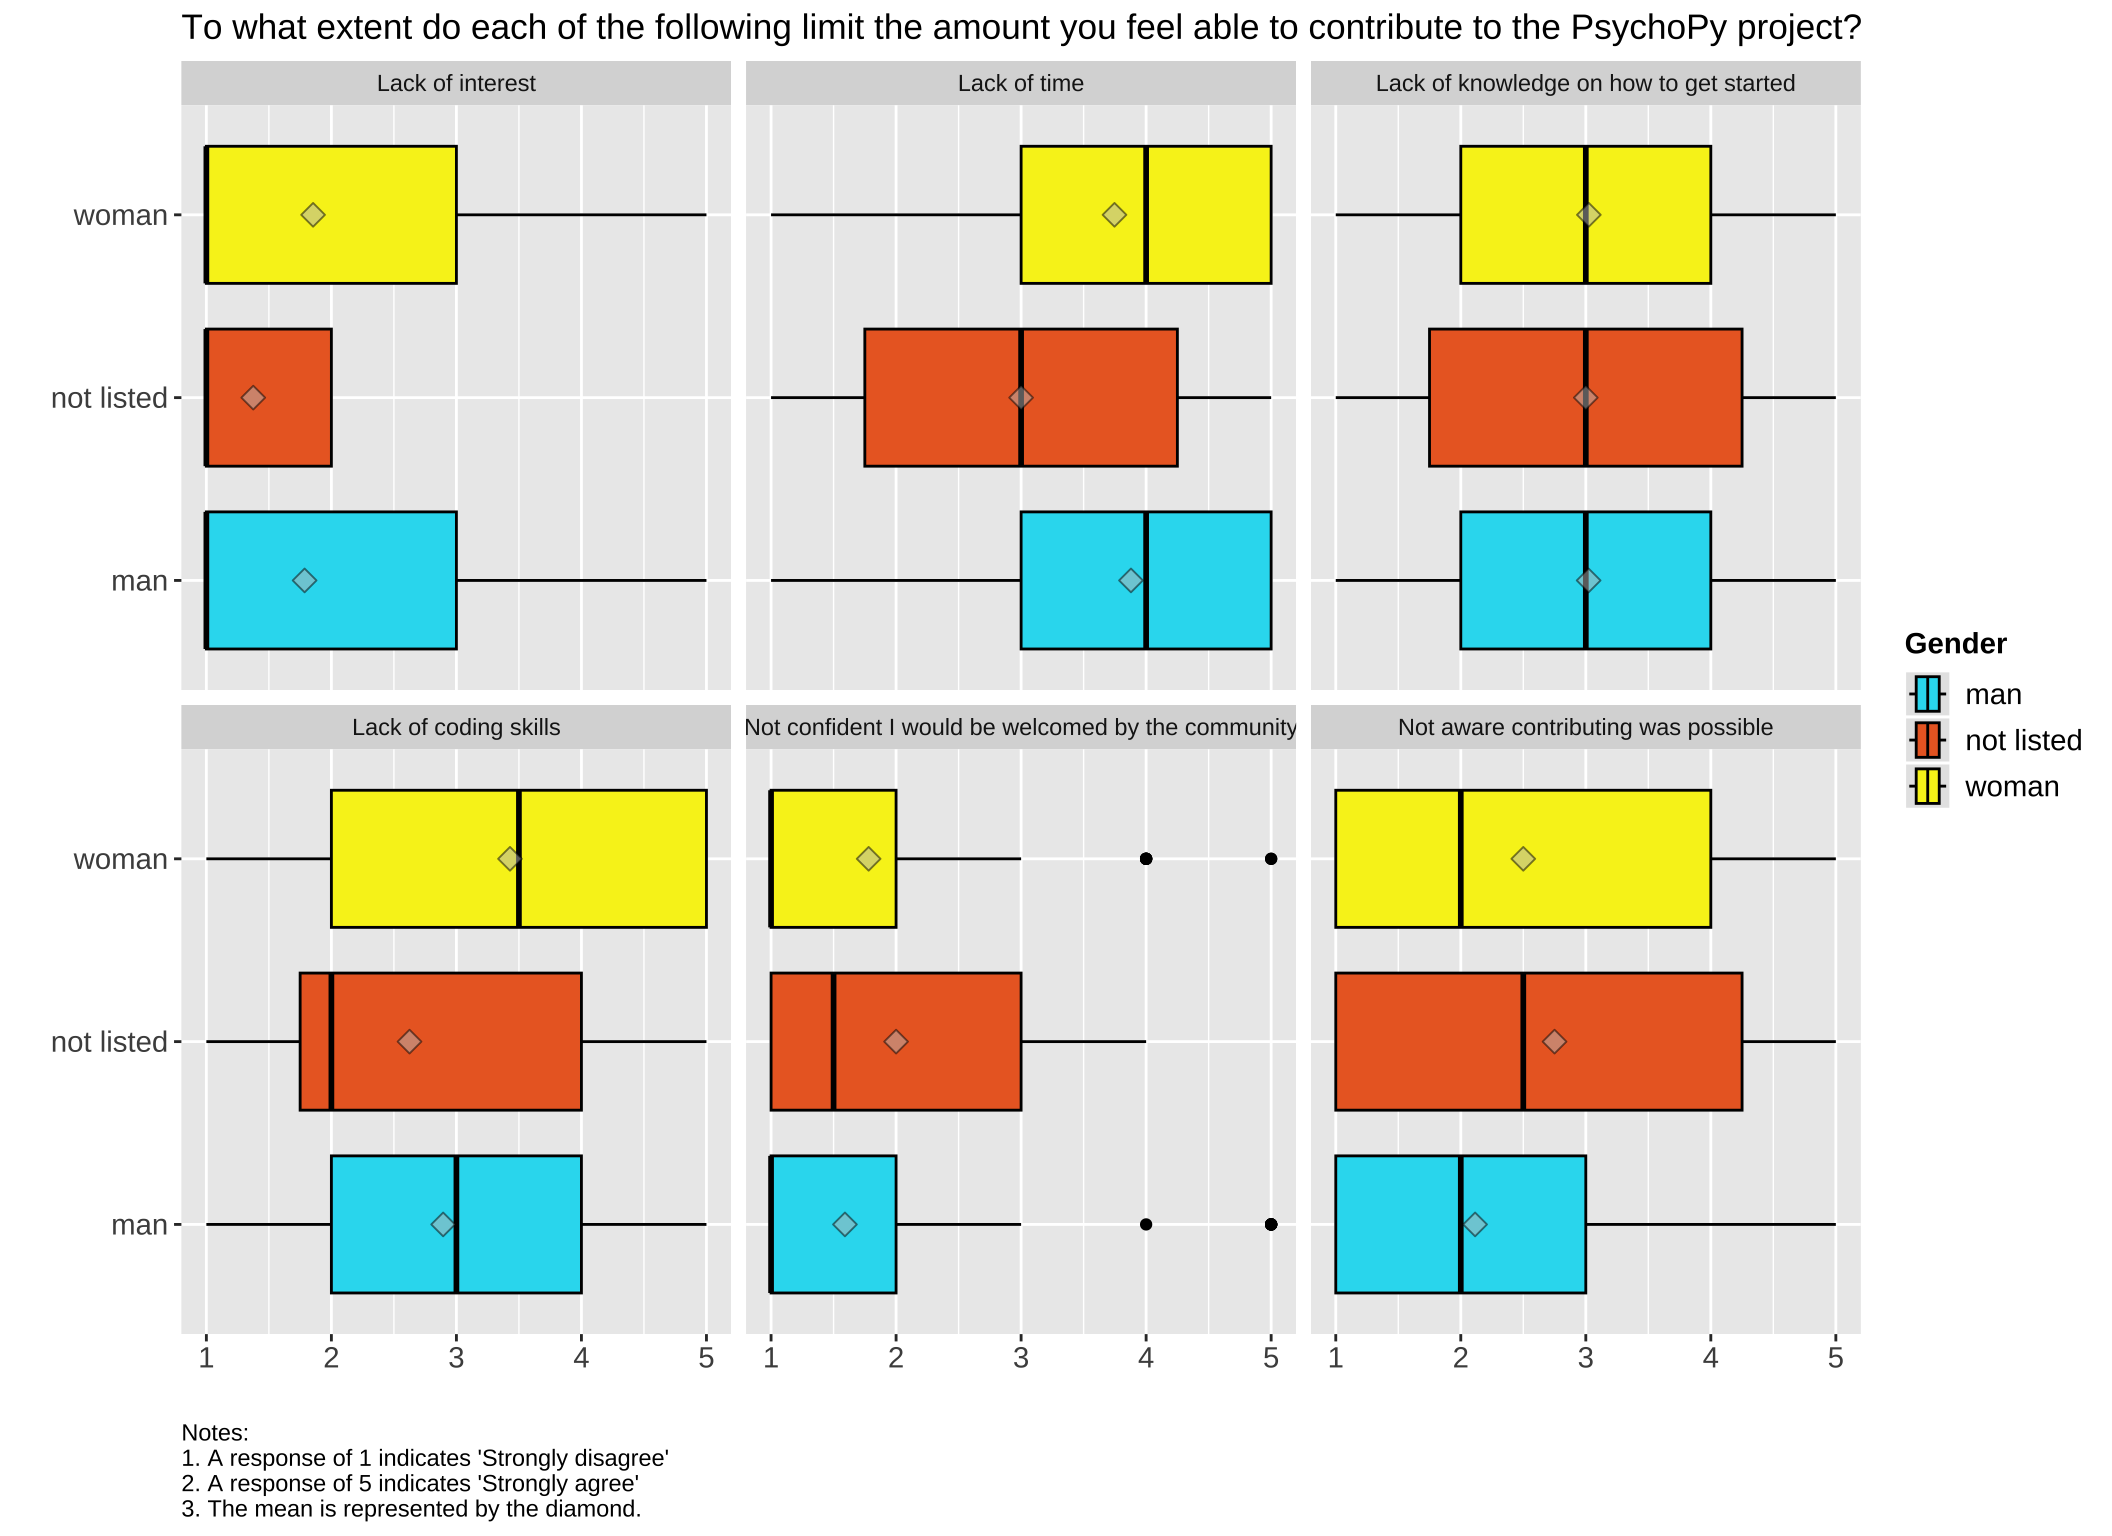 To what extent do each of the following limit the amount you feel able to contribute to the PsychoPy project?
Lack of interest
Lack of time
Lack of knowledge on how to get started
woman
not listed
man
Lack of coding skills
Not confident I would be welcomed by the community
Not aware contributing was possible
woman
not listed
man
1 2 3 4 5
1 2 3 4 5
1 2 3 4 5
Gender
man
not listed
woman
Notes:
1. A response of 1 indicates 'Strongly disagree'
2. A response of 5 indicates 'Strongly agree'
3. The mean is represented by the diamond.